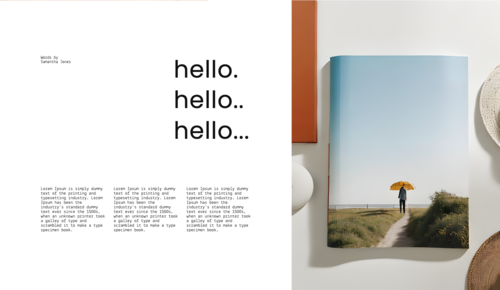 Words by
Samantha Jones
hello.
hello..
hello...
Lorem Ipsum is simply dummy
text of the printing and
typesetting industry. Lorem
Ipsum has been the
industry's standard dummy
text ever since the 1500s,
when an unknown printer took
a galley of type and
scrambled it to make a type
specimen book.
Lorem Ipsum is simply dummy
text of the printing and
typesetting industry. Lorem
Ipsum has been the
industry's standard dummy
text ever since the 1500s,
when an unknown printer took
a galley of type and
scrambled it to make a type
specimen book.
Lorem Ipsum is simply dummy
text of the printing and
typesetting industry. Lorem
Ipsum has been the
industry's standard dummy
text ever since the 1500s,
when an unknown printer took
a galley of type and
scrambled it to make a type
specimen book.